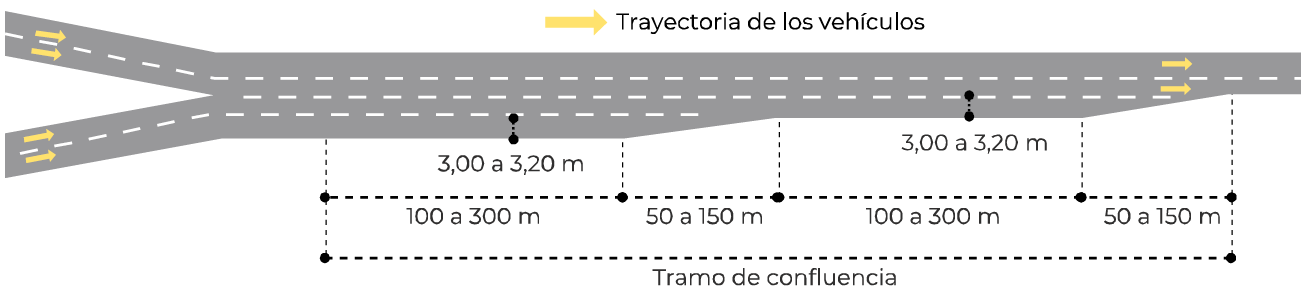 Trayectoria de los vehículos
3,00 a 3,20 m
3,00 a 3,20 m
100 a 300 m
50 a 150 m
100 a 300 m
50 a 150 m
Tramo de confluencia